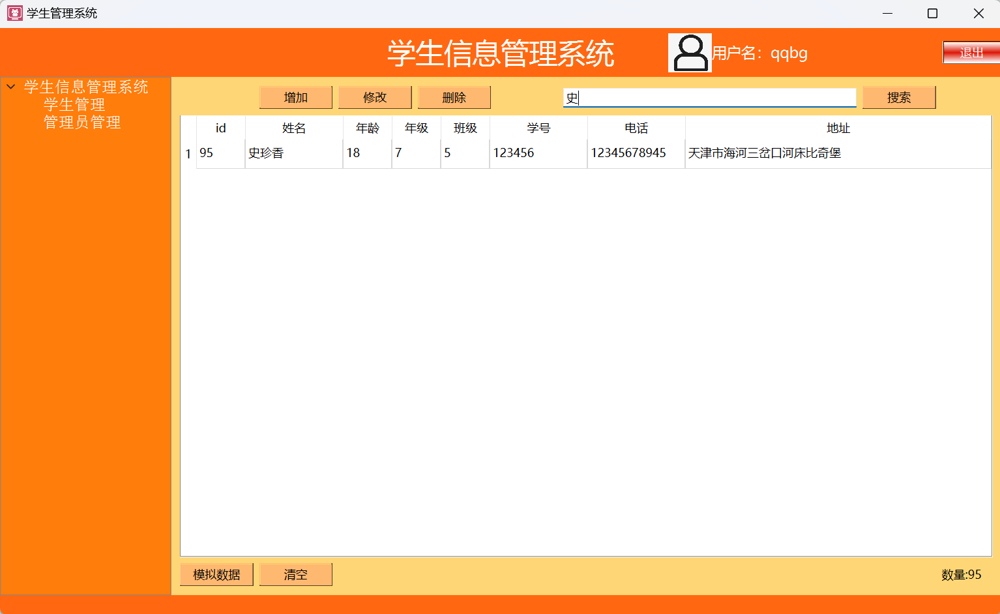 学生管理系统
学生信息管理系统
用户名：qqbg
退出
学生信息管理系统
学生管理
管理员管理
增加 修改 删除 史 搜索
id 姓名 年龄 年级 班级 学号 电话 地址
1 95 史珍香 18 7 5 123456 12345678945 天津市海河三岔口河床比奇堡
模拟数据 清空 数量:95